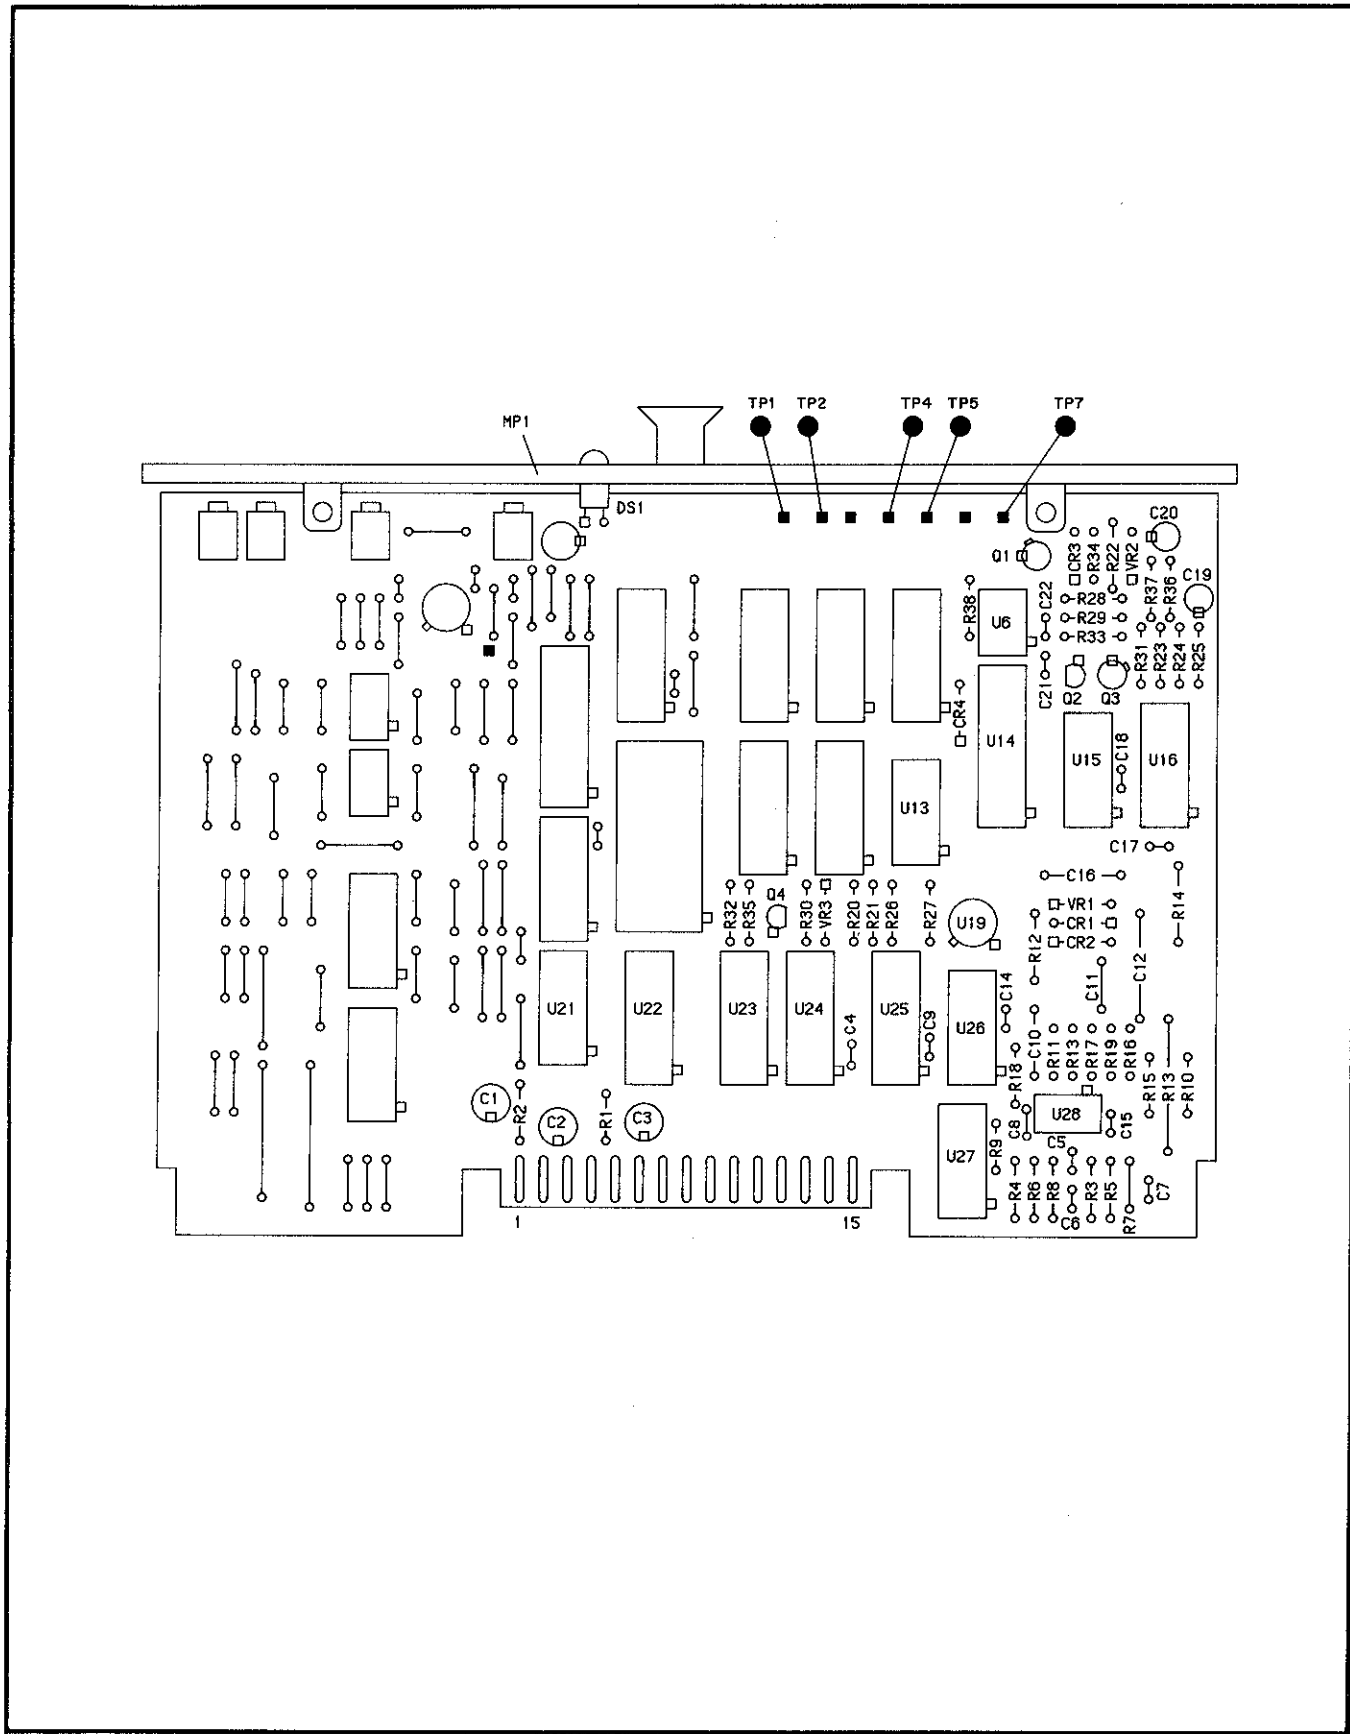 TP1 TP2 TP4 TP5 TP7
MP1
DS1
C20
Q1
CR3
R34
R22
VR2
R37
R36
C19
R38
U6
C22
R28
R29
R33
R31
R23
R24
R25
C21
Q2
Q3
CR4
U14
U15
C18
U16
U13
C17
C16
R14
R32
R35
Q4
R30
VR3
R20
R21
R26
R27
U19
VR1
CR1
CR2
R12
C11
C12
U21
U22
U23
U24
C4
U25
C9
U26
C14
C10
R11
R13
R17
R19
R16
R18
R15
R13
R10
C1
R2
C2
R1
C3
U28
C8
C5
C15
U27
R9
R4
R6
R8
C6
R3
R5
R7
C7
1
15